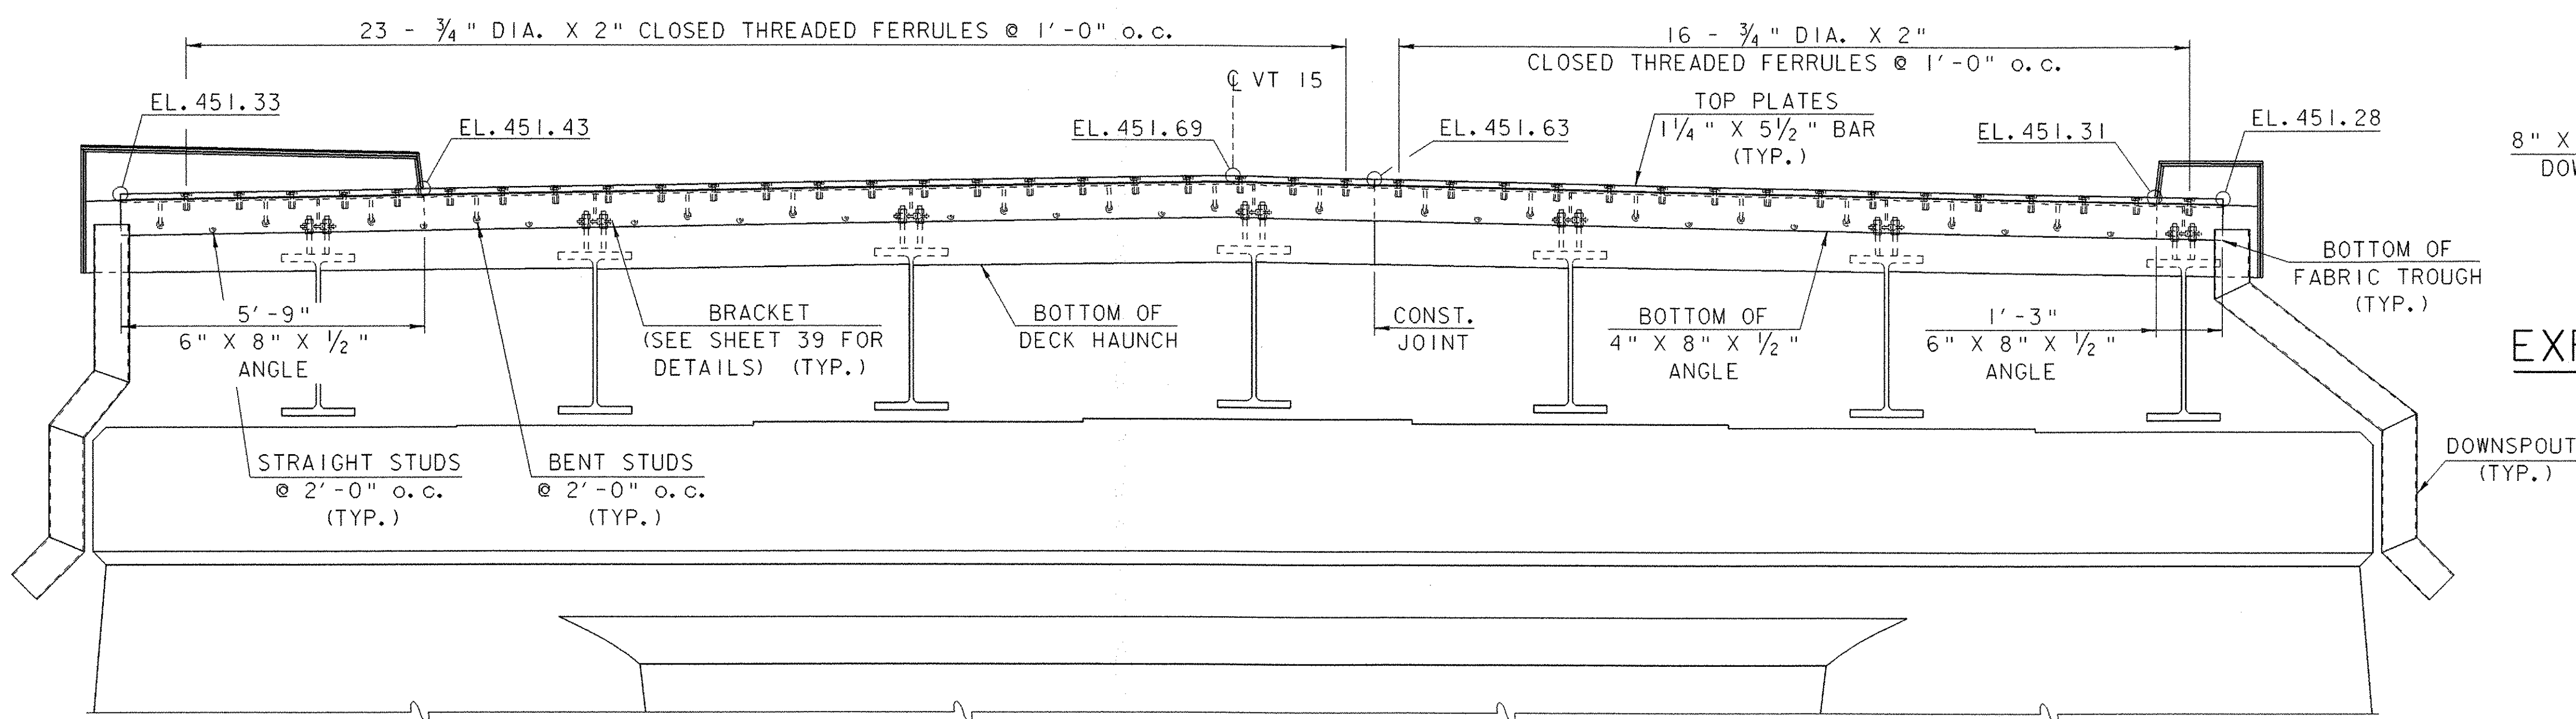 23 - 3/4" DIA. X 2" CLOSED THREADED FERRULES @ 1'-0" o.c.
16 - 3/4" DIA. X 2"
CLOSED THREADED FERRULES @ 1'-0" o.c.
℄ VT 15
EL.451.33
EL.451.43
EL.451.69
EL.451.63
TOP PLATES
1 1/4" X 5 1/2" BAR
(TYP.)
EL.451.31
EL.451.28
8" X
DOW
5'-9"
6" X 8" X 1/2"
ANGLE
BRACKET
(SEE SHEET 39 FOR
DETAILS) (TYP.)
BOTTOM OF
DECK HAUNCH
CONST.
JOINT
BOTTOM OF
4" X 8" X 1/2"
ANGLE
1'-3"
6" X 8" X 1/2"
ANGLE
BOTTOM OF
FABRIC TROUGH
(TYP.)
STRAIGHT STUDS
@ 2'-0" o.c.
(TYP.)
BENT STUDS
@ 2'-0" o.c.
(TYP.)
DOWNSPOUT
(TYP.)